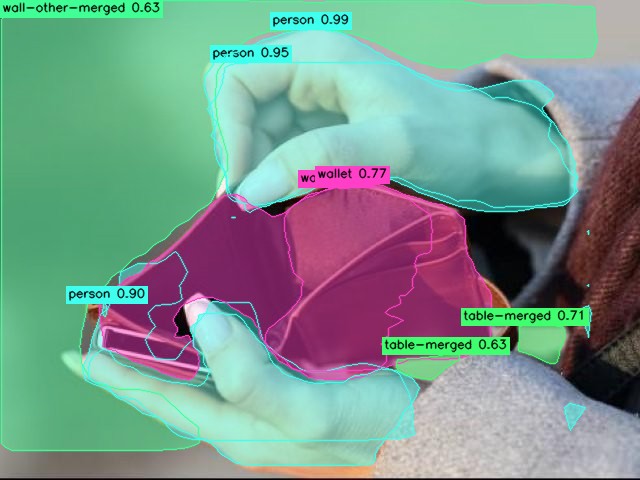 wall-other-merged 0.63
person 0.99
person 0.95
wa
wallet 0.77
person 0.90
table-merged 0.71
table-merged 0.63